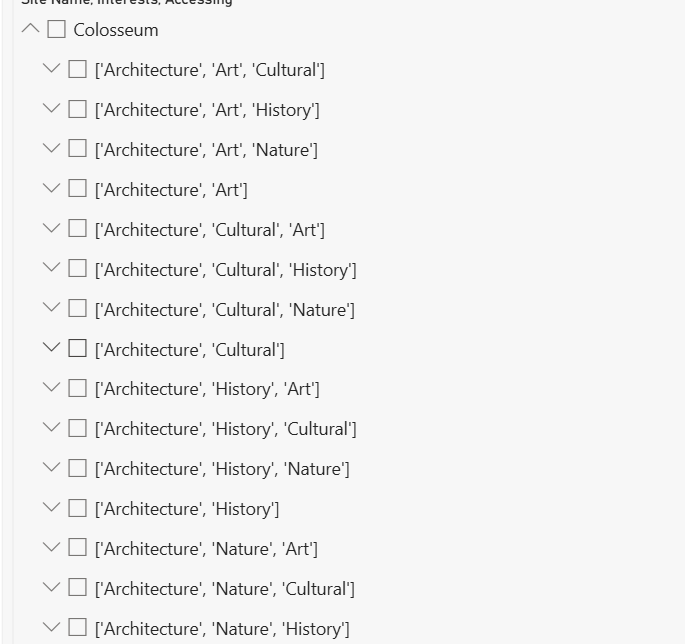 Site Name, Interests, Accessing
Colosseum
['Architecture', 'Art', 'Cultural']
['Architecture', 'Art', 'History']
['Architecture', 'Art', 'Nature']
['Architecture', 'Art']
['Architecture', 'Cultural', 'Art']
['Architecture', 'Cultural', 'History']
['Architecture', 'Cultural', 'Nature']
['Architecture', 'Cultural']
['Architecture', 'History', 'Art']
['Architecture', 'History', 'Cultural']
['Architecture', 'History', 'Nature']
['Architecture', 'History']
['Architecture', 'Nature', 'Art']
['Architecture', 'Nature', 'Cultural']
['Architecture', 'Nature', 'History']